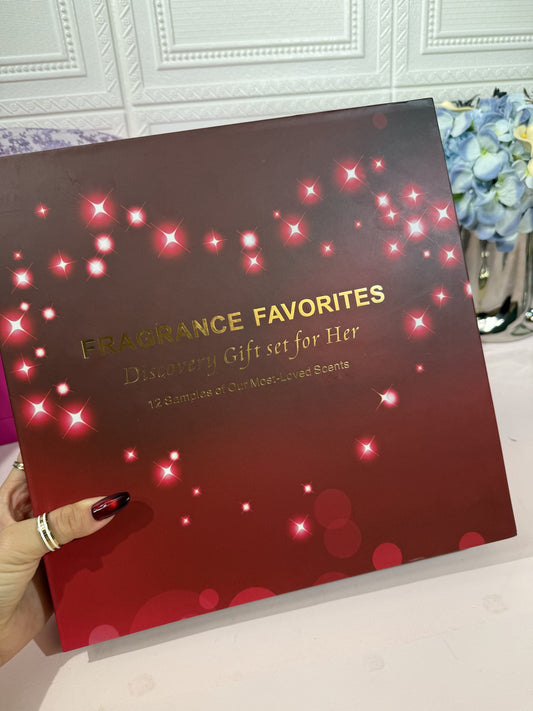 FRAGRANCE FAVORITES
Discovery Gift set for Her
12 Samples of Our Most-Loved Scents